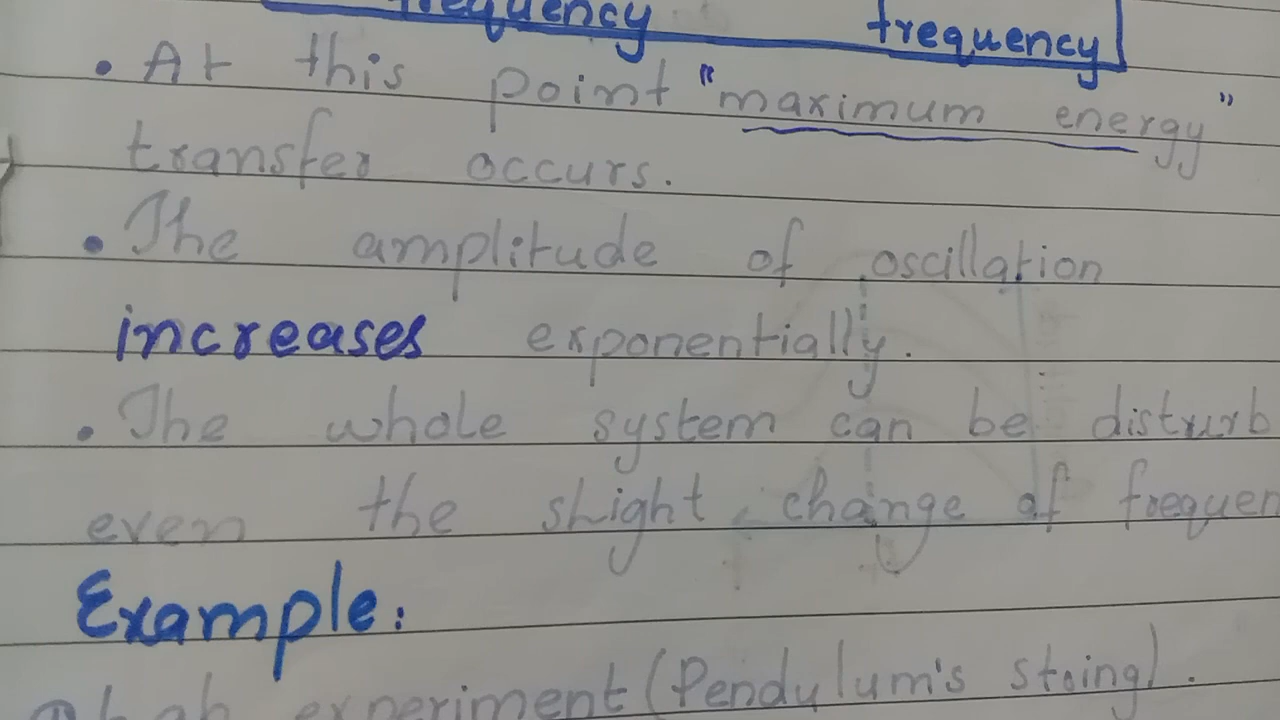 frequency frequency
• At this point "maximum energy"
transfer occurs.
• The amplitude of oscillation
increases exponentially.
• The whole system can be disturb
even the slight change of frequen
Example:
Lab experiment (Pendulum's string).